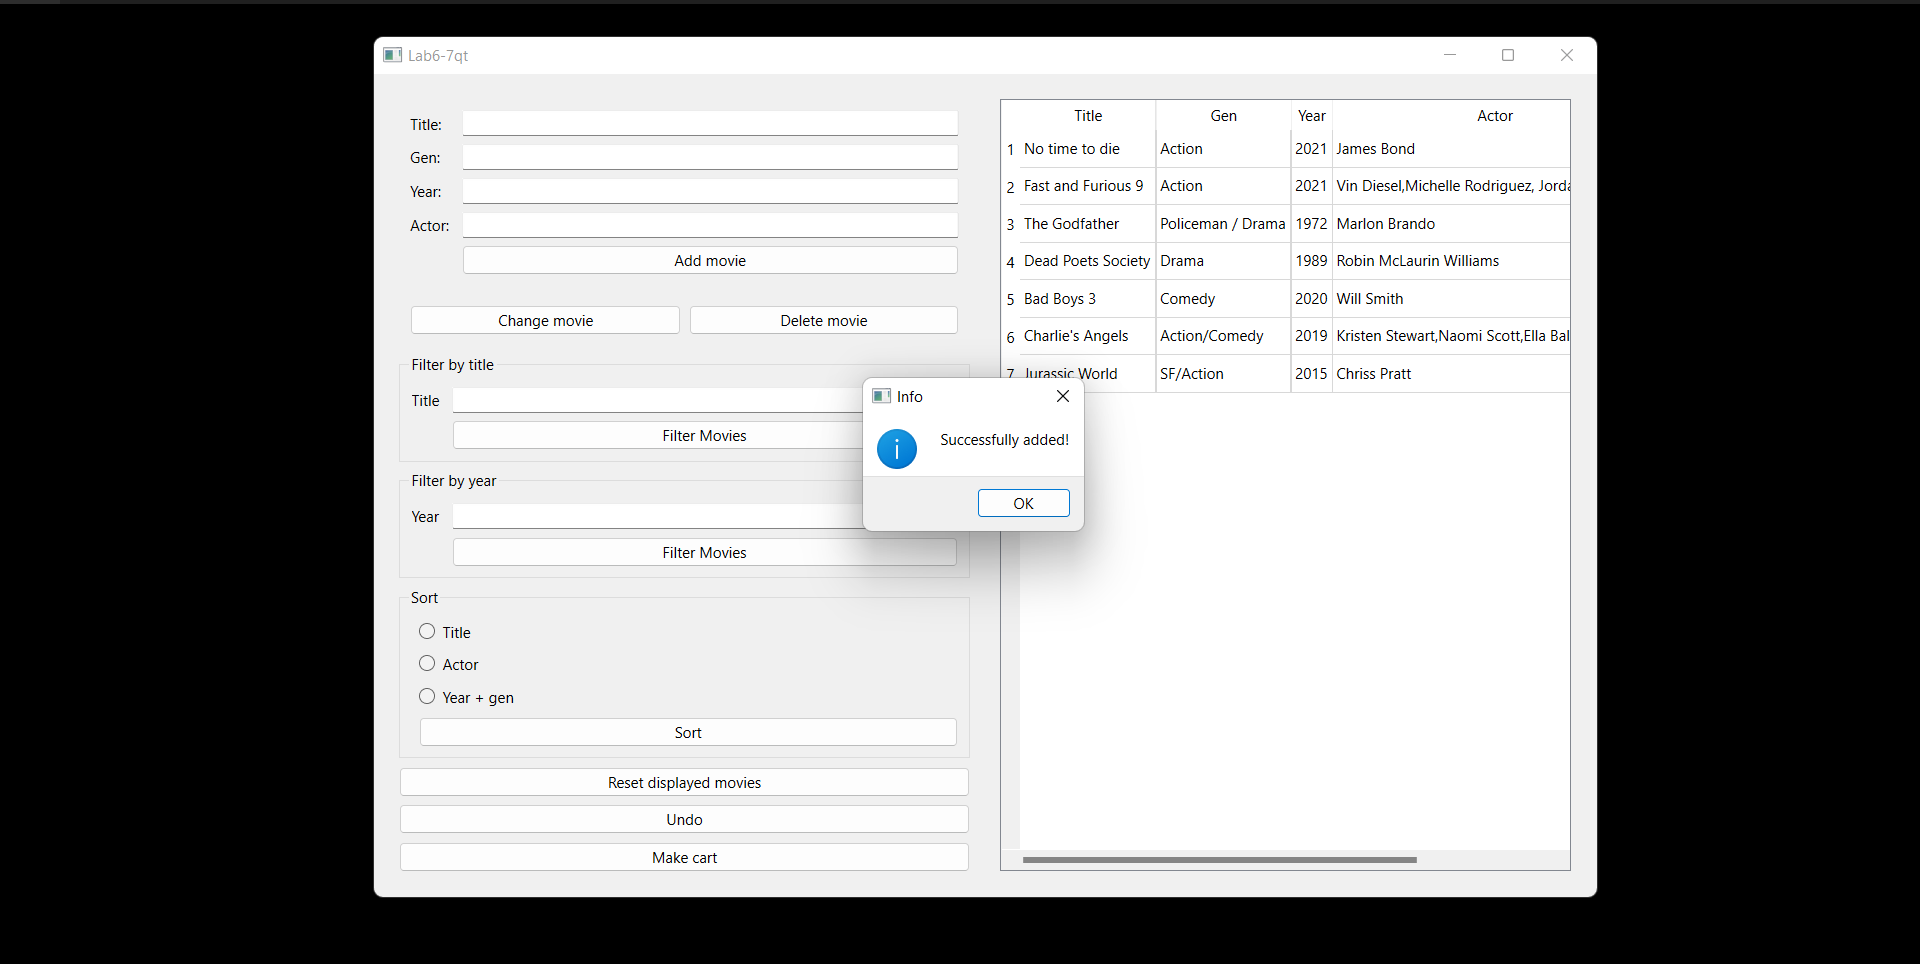 Lab6-7qt
Title:
Gen:
Year:
Actor:
Add movie
Change movie Delete movie
Filter by title
Title
Filter Movies
Filter by year
Year
Filter Movies
Sort
Title
Actor
Year + gen
Sort
Reset displayed movies
Undo
Make cart
Title Gen Year Actor
1 No time to die Action 2021 James Bond
2 Fast and Furious 9 Action 2021 Vin Diesel,Michelle Rodriguez, Jorda
3 The Godfather Policeman / Drama 1972 Marlon Brando
4 Dead Poets Society Drama 1989 Robin McLaurin Williams
5 Bad Boys 3 Comedy 2020 Will Smith
6 Charlie's Angels Action/Comedy 2019 Kristen Stewart,Naomi Scott,Ella Bal
7 Jurassic World SF/Action 2015 Chriss Pratt
Info
Successfully added!
OK